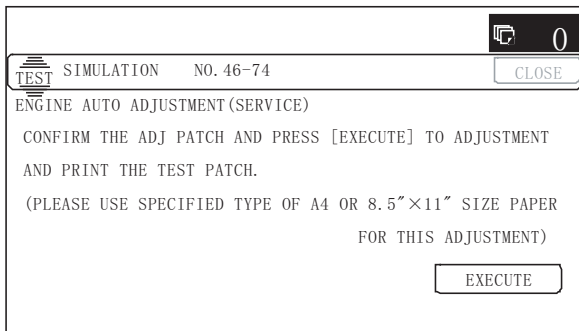 0
TEST SIMULATION NO. 46-74 CLOSE
ENGINE AUTO ADJUSTMENT(SERVICE)
CONFIRM THE ADJ PATCH AND PRESS [EXECUTE] TO ADJUSTMENT
AND PRINT THE TEST PATCH.
(PLEASE USE SPECIFIED TYPE OF A4 OR 8.5″×11″ SIZE PAPER
FOR THIS ADJUSTMENT)
EXECUTE